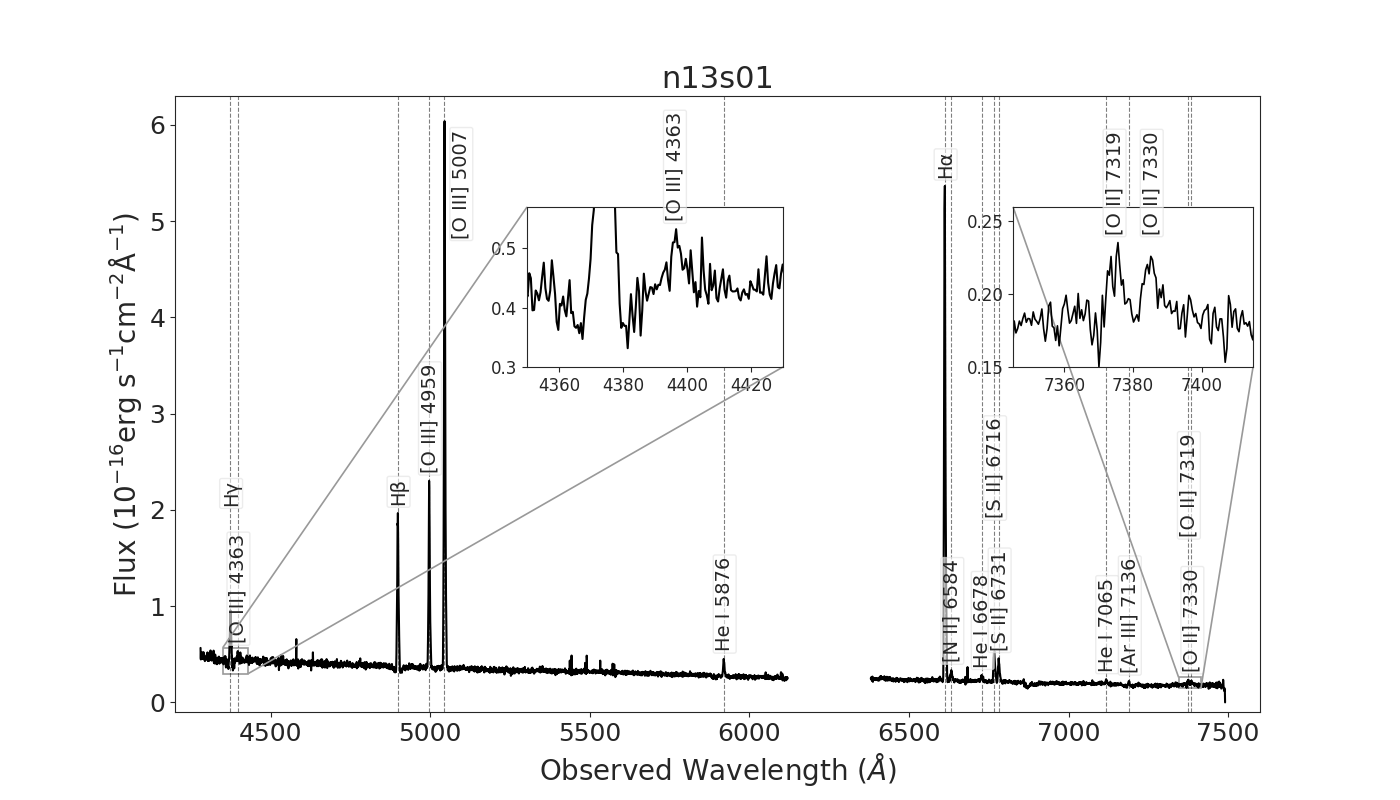 n13s01
Flux (10⁻¹⁶erg s⁻¹cm⁻²Å⁻¹)
6
5
4
3
2
1
0
Hγ
[O III] 4363
Hβ
[O III] 4959
[O III] 5007
[O III] 4363
0.5
0.4
0.3
4360 4380 4400 4420
He I 5876
Hα
[N II] 6584
He I 6678
[S II] 6716
[S II] 6731
He I 7065
[Ar III] 7136
[O II] 7319
[O II] 7330
[O II] 7319
[O II] 7330
0.25
0.20
0.15
7360 7380 7400
4500 5000 5500 6000 6500 7000 7500
Observed Wavelength (Å)